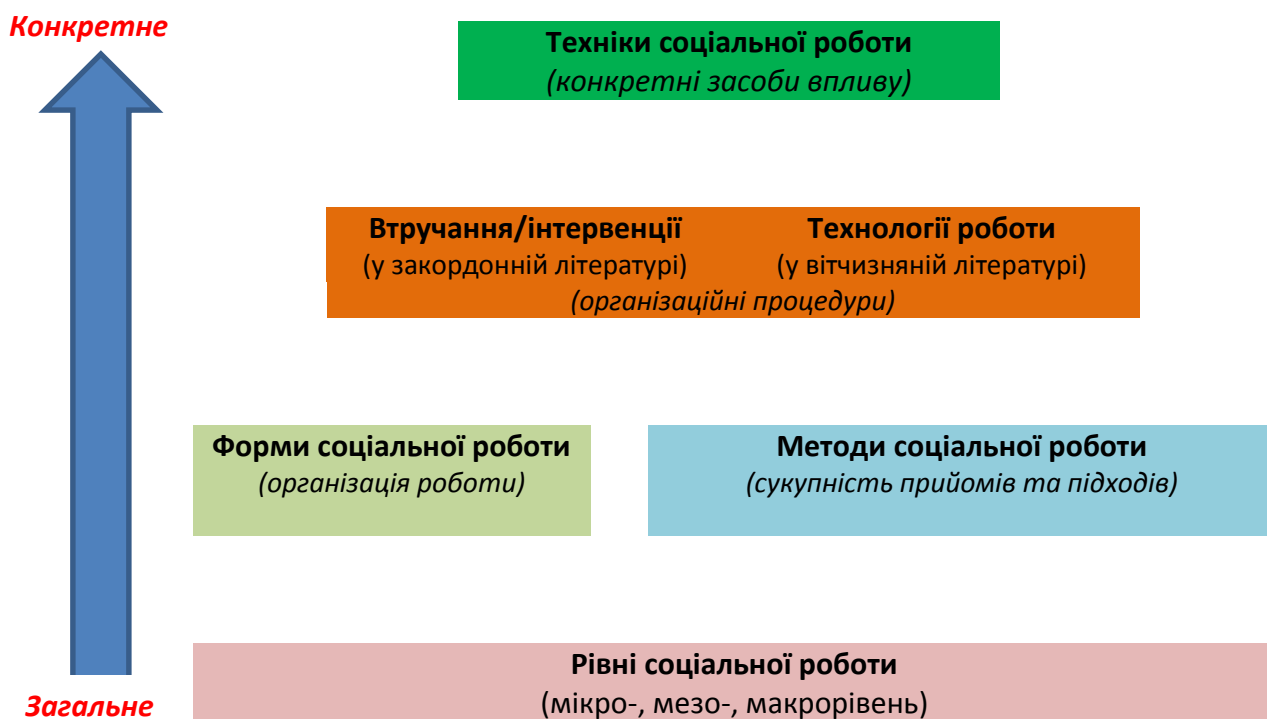 Конкретне
Техніки соціальної роботи
(конкретні засоби впливу)
Втручання/інтервенції Технології роботи
(у закордонній літературі) (у вітчизняній літературі)
(організаційні процедури)
Форми соціальної роботи
(організація роботи)
Методи соціальної роботи
(сукупність прийомів та підходів)
Рівні соціальної роботи
(мікро-, мезо-, макрорівень)
Загальне